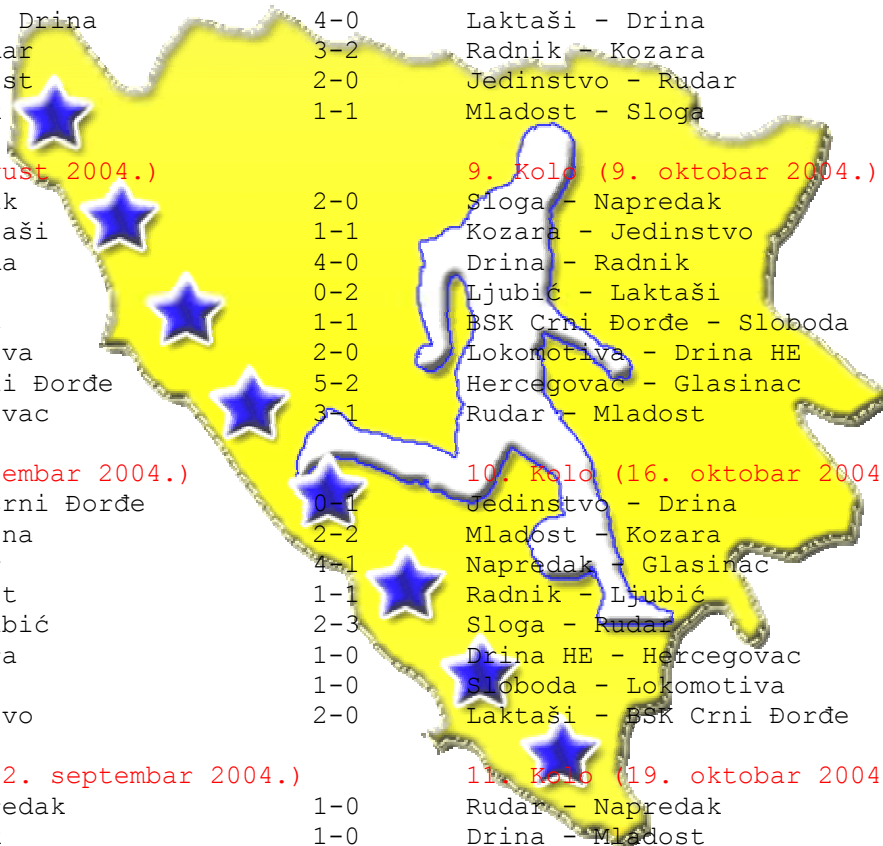 Drina 4-0 Laktaši - Drina
ar 3-2 Radnik - Kozara
st 2-0 Jedinstvo - Rudar
1-1 Mladost - Sloga
ust 2004.) 9. Kolo (9. oktobar 2004.)
k 2-0 Sloga - Napredak
aši 1-1 Kozara - Jedinstvo
a 4-0 Drina - Radnik
0-2 Ljubić - Laktaši
1-1 BSK Crni Đorđe - Sloboda
va 2-0 Lokomotiva - Drina HE
i Đorđe 5-2 Hercegovac - Glasinac
vac 3-1 Rudar - Mladost
embar 2004.) 10. Kolo (16. oktobar 2004
rni Đorđe 0-1 Jedinstvo - Drina
na 2-2 Mladost - Kozara
4-1 Napredak - Glasinac
t 1-1 Radnik - Ljubić
bić 2-3 Sloga - Rudar
a 1-0 Drina HE - Hercegovac
1-0 Sloboda - Lokomotiva
vo 2-0 Laktaši - BSK Crni Đorđe
2. septembar 2004.) 11. Kolo (19. oktobar 2004
edak 1-0 Rudar - Napredak
1-0 Drina - Mladost